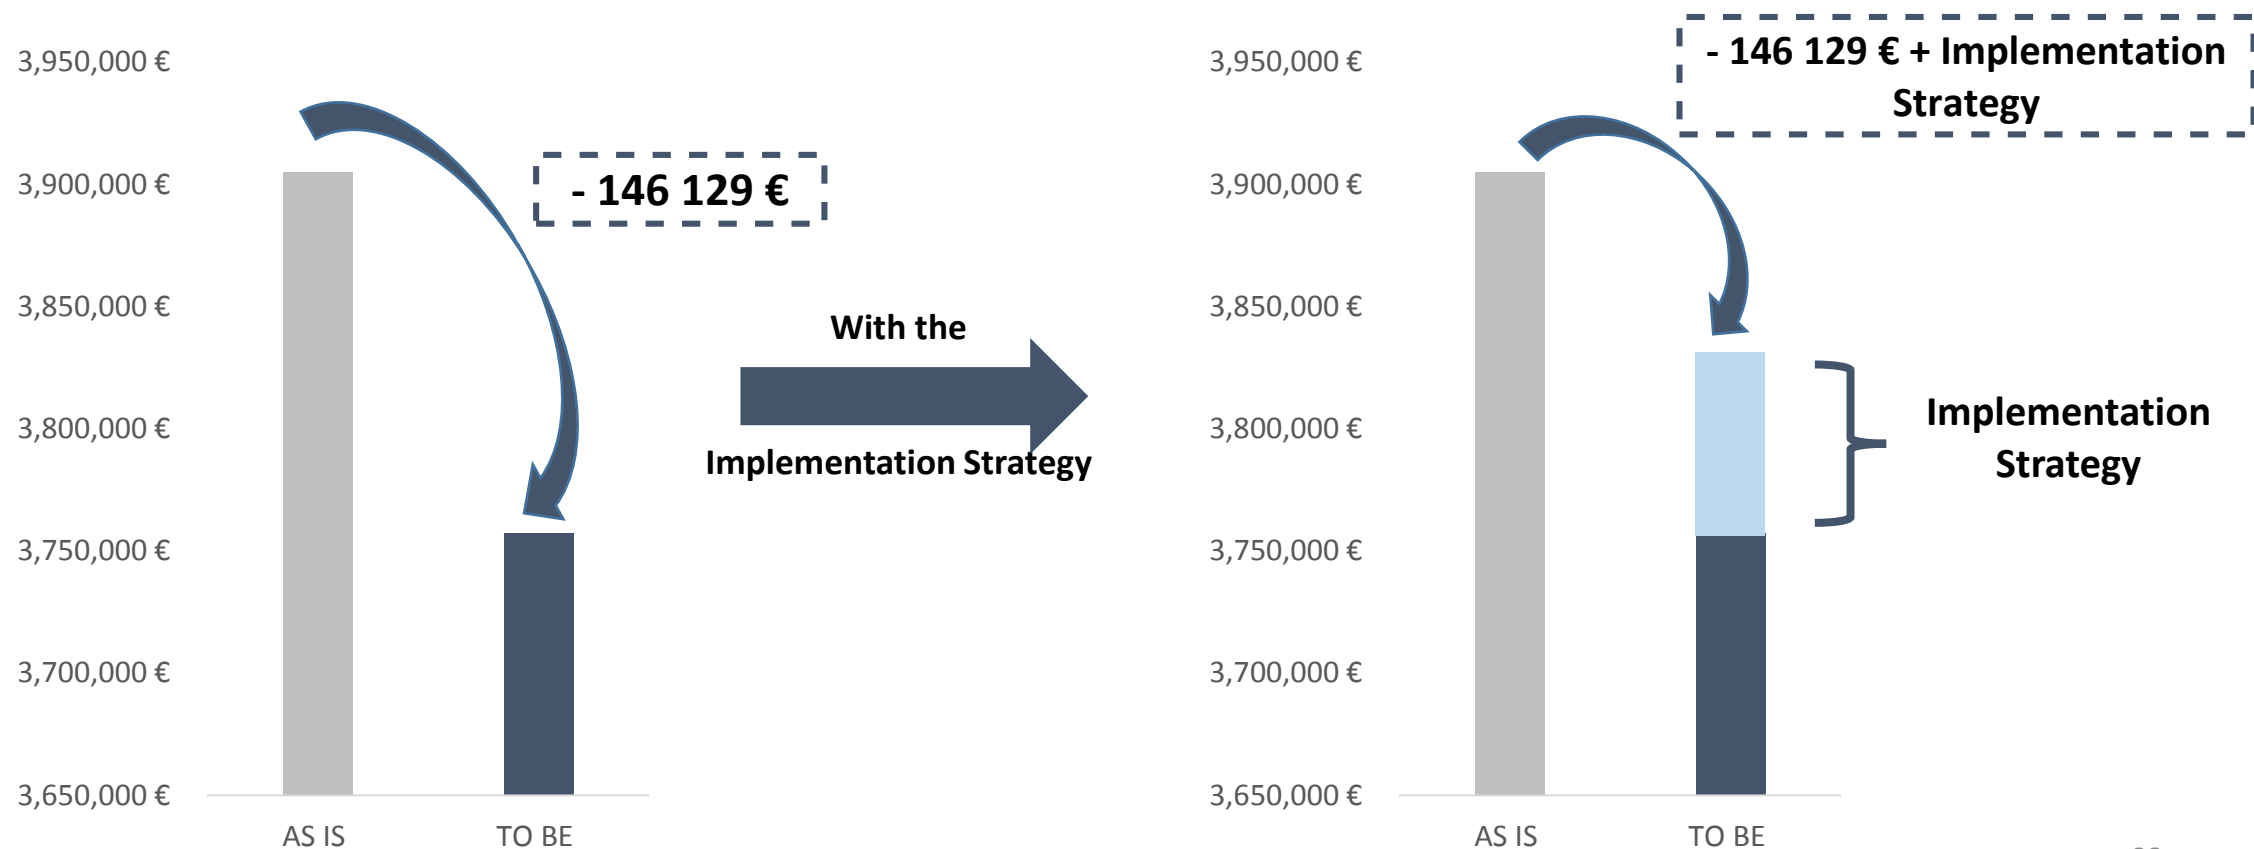 3,950,000 €
3,900,000 €
3,850,000 €
3,800,000 €
3,750,000 €
3,700,000 €
3,650,000 €
AS IS
TO BE
- 146 129 €
With the
Implementation Strategy
3,950,000 €
3,900,000 €
3,850,000 €
3,800,000 €
3,750,000 €
3,700,000 €
3,650,000 €
AS IS
TO BE
- 146 129 € + Implementation
Strategy
Implementation
Strategy